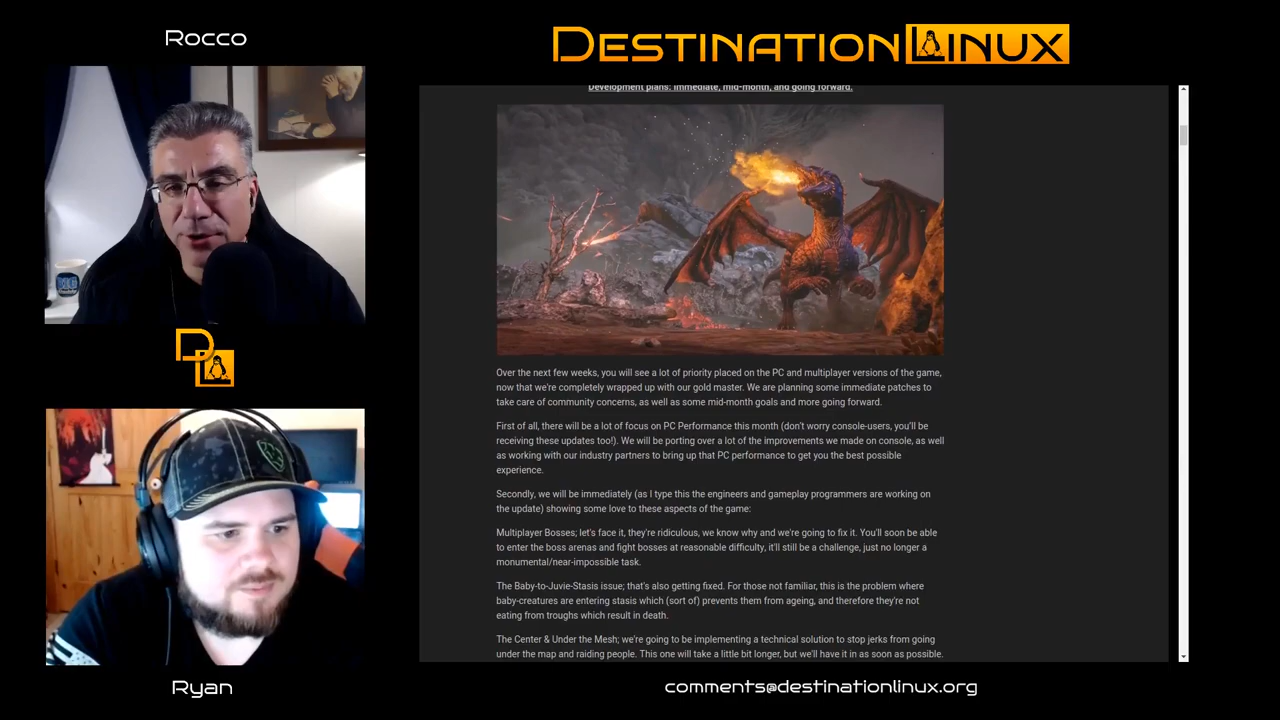 Rocco
DESTINATION LINUX
Development plans: immediate, mid-month, and going forward.
Over the next few weeks, you will see a lot of priority placed on the PC and multiplayer versions of the game,
now that we're completely wrapped up with our gold master. We are planning some immediate patches to
take care of community concerns, as well as some mid-month goals and more going forward.
First of all, there will be a lot of focus on PC Performance this month (don't worry console-users, you'll be
receiving these updates too!). We will be porting over a lot of the improvements we made on console, as well
as working with our industry partners to bring up that PC performance to get you the best possible
experience.
Secondly, we will be immediately (as I type this the engineers and gameplay programmers are working on
the update) showing some love to these aspects of the game:
Multiplayer Bosses; let's face it, they're ridiculous, we know why and we're going to fix it. You'll soon be able
to enter the boss arenas and fight bosses at reasonable difficulty, it'll still be a challenge, just no longer a
monumental/near-impossible task.
The Baby-to-Juvie-Stasis issue; that's also getting fixed. For those not familiar, this is the problem where
baby-creatures are entering stasis which (sort of) prevents them from ageing, and therefore they're not
eating from troughs which result in death.
The Center & Under the Mesh; we're going to be implementing a technical solution to stop jerks from going
under the map and raiding people. This one will take a little bit longer, but we'll have it in as soon as possible.
DL
Ryan
comments@destinationlinux.org